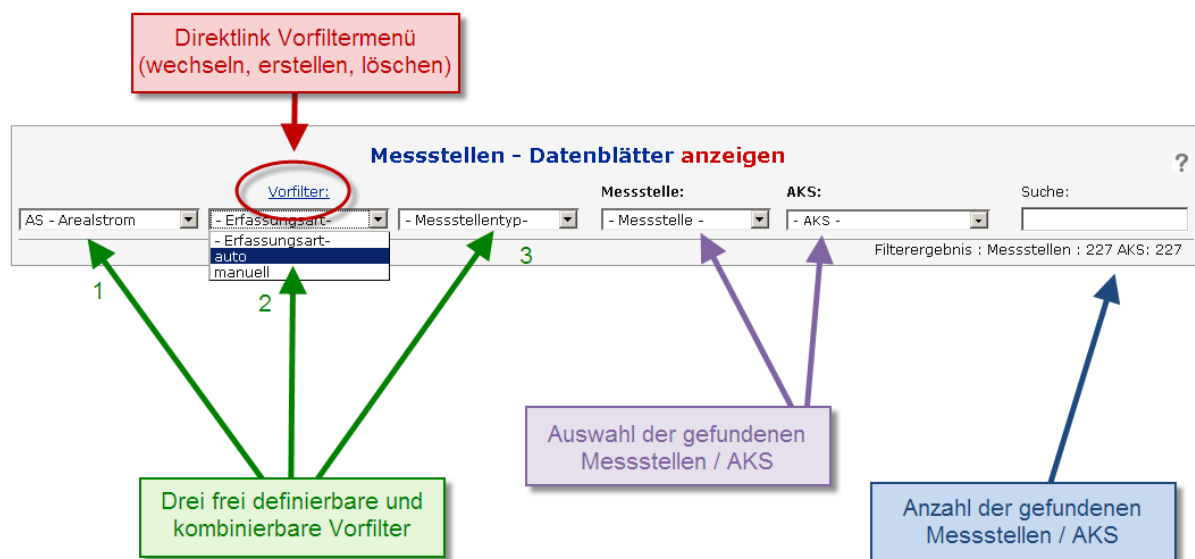 Direktlink Vorfiltermenü
(wechseln, erstellen, löschen)
Messstellen - Datenblätter anzeigen
?
Vorfilter:
Messstelle:
AKS:
Suche:
AS - Arealstrom
- Erfassungsart-
- Messstellentyp-
- Messstelle -
- AKS -
- Erfassungsart-
auto
manuell
Filterergebnis : Messstellen : 227 AKS: 227
1
2
3
Auswahl der gefundenen
Messstellen / AKS
Drei frei definierbare und
kombinierbare Vorfilter
Anzahl der gefundenen
Messstellen / AKS